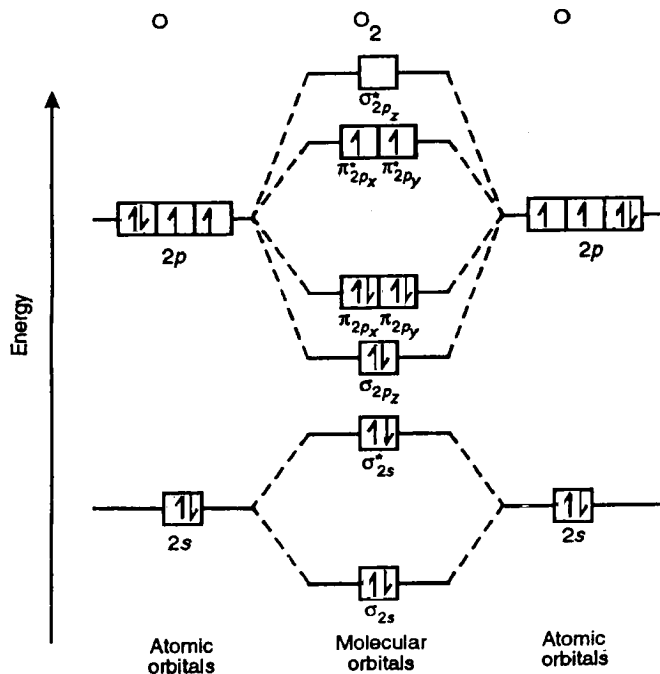 O O₂ O
σ*2pz
π*2px π*2py
2p 2p
π2px π2py
σ2pz
σ*2s
2s 2s
σ2s
Energy
Atomic orbitals
Molecular orbitals
Atomic orbitals